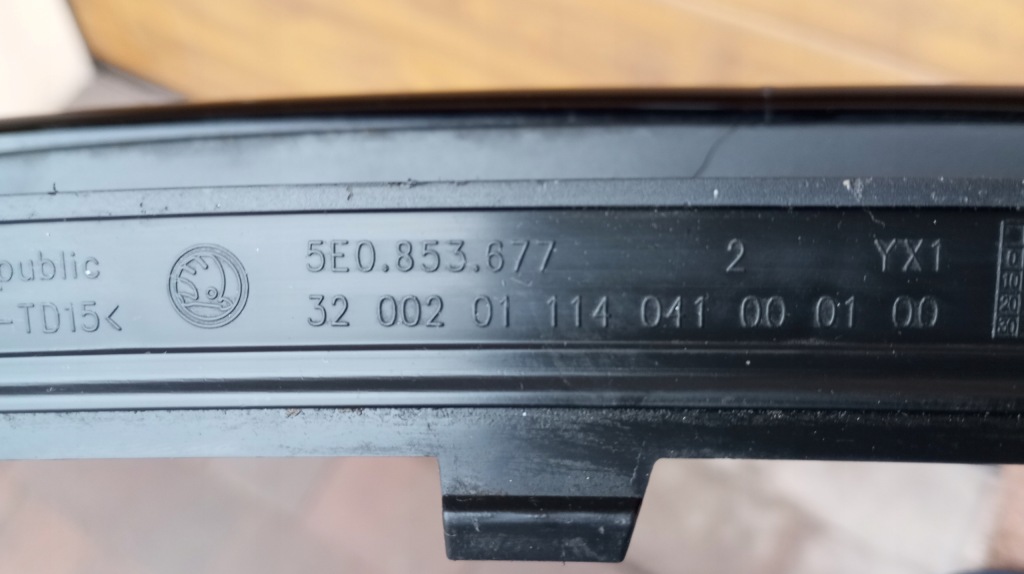 public
5E0.853.677 2 YX1
-TD15<
32 002 01 114 041 00 01 00